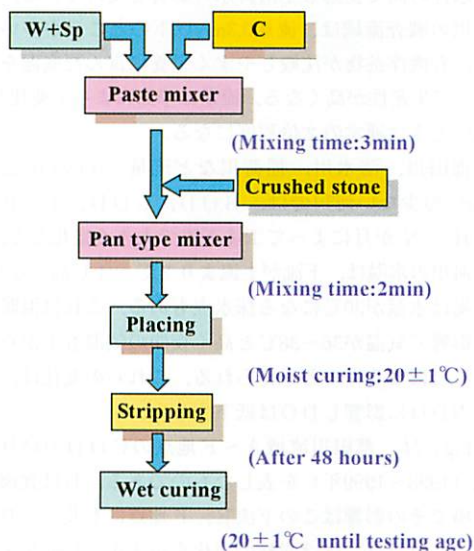 W+Sp C
Paste mixer
(Mixing time:3min)
Crushed stone
Pan type mixer
(Mixing time:2min)
Placing
(Moist curing:20±1℃)
Stripping
(After 48 hours)
Wet curing
(20±1℃ until testing age)